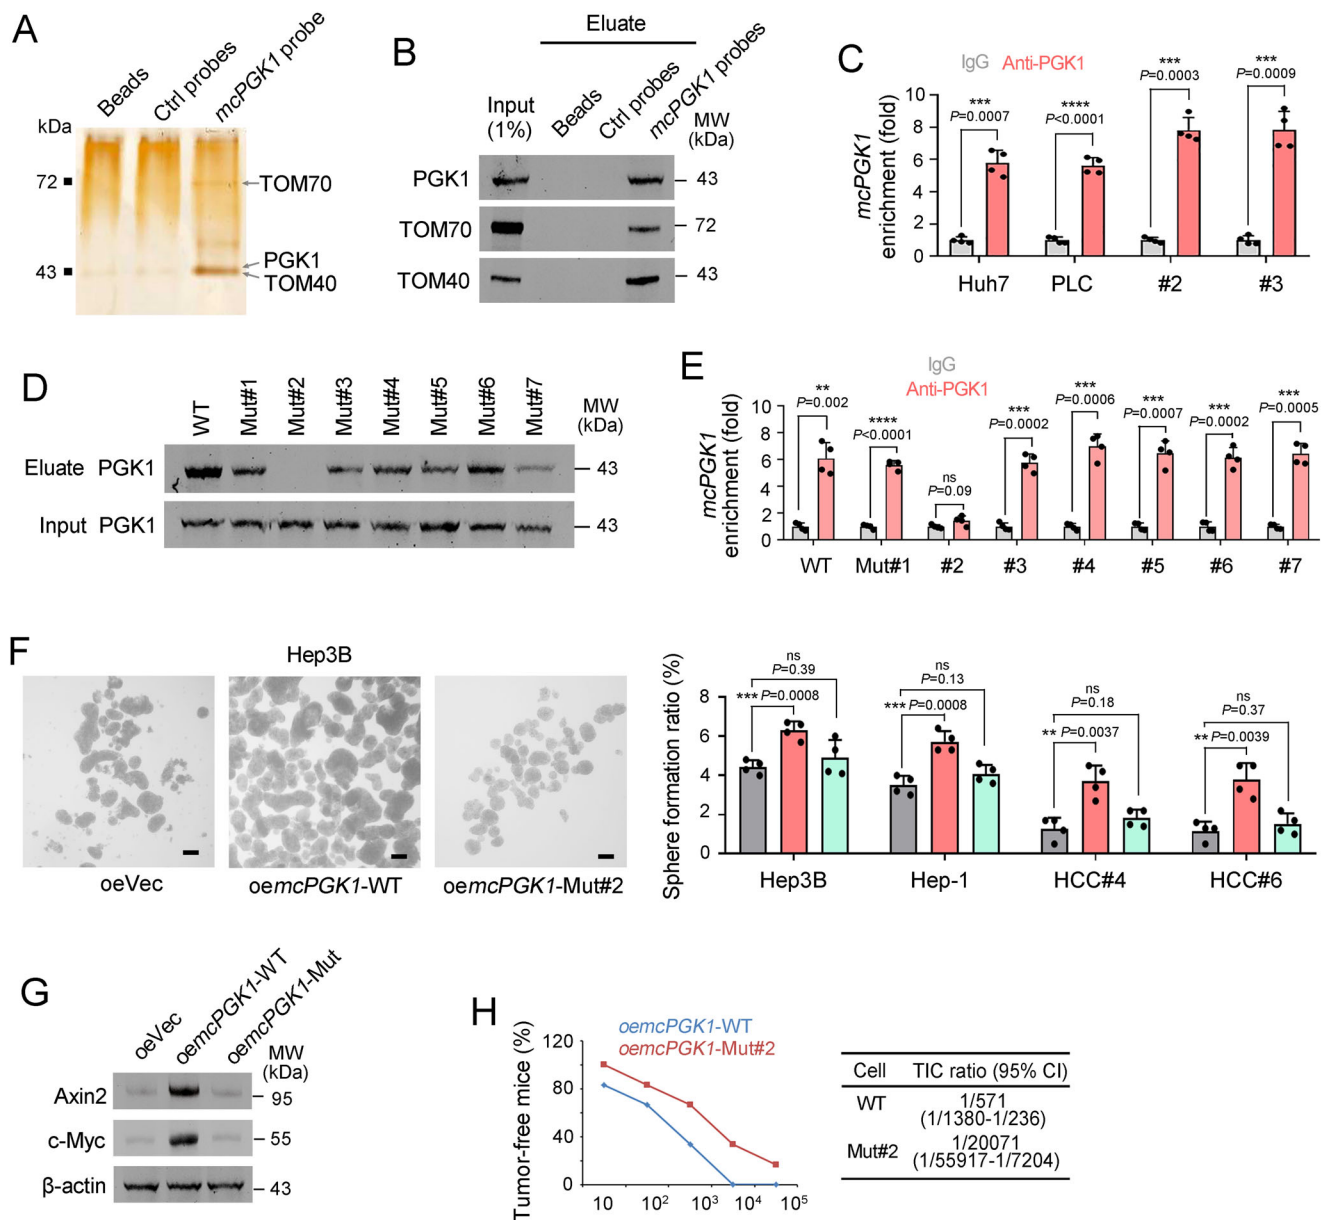 A
Beads
Ctrl probes
mcPGK1 probe
kDa
72
TOM70
PGK1
43
TOM40
B
Eluate
Input
(1%)
Beads
Ctrl probes
mcPGK1 probes
MW
(kDa)
PGK1
43
TOM70
72
TOM40
43
C
IgG Anti-PGK1
mcPGK1
enrichment (fold)
10
8
6
4
2
0
***
P=0.0007
****
P<0.0001
***
P=0.0003
***
P=0.0009
Huh7 PLC #2 #3
D
WT
Mut#1
Mut#2
Mut#3
Mut#4
Mut#5
Mut#6
Mut#7
MW
(kDa)
Eluate PGK1
43
Input PGK1
43
E
IgG
Anti-PGK1
mcPGK1
enrichment (fold)
10
8
6
4
2
0
**
P=0.002
****
P<0.0001
ns
P=0.09
***
P=0.0002
***
P=0.0006
***
P=0.0007
***
P=0.0002
***
P=0.0005
WT Mut#1 #2 #3 #4 #5 #6 #7
F
Hep3B
oeVec
oemcPGK1-WT
oemcPGK1-Mut#2
Sphere formation ratio (%)
8
6
4
2
0
ns
P=0.39
*** P=0.0008
ns
P=0.13
*** P=0.0008
ns
P=0.18
** P=0.0037
ns
P=0.37
** P=0.0039
Hep3B Hep-1 HCC#4 HCC#6
G
oeVec
oemcPGK1-WT
oemcPGK1-Mut
MW
(kDa)
Axin2
95
c-Myc
55
β-actin
43
H
oemcPGK1-WT
oemcPGK1-Mut#2
Tumor-free mice (%)
120
80
40
0
10 10² 10³ 10⁴ 10⁵
Cell TIC ratio (95% CI)
WT 1/571
(1/1380-1/236)
Mut#2 1/20071
(1/55917-1/7204)